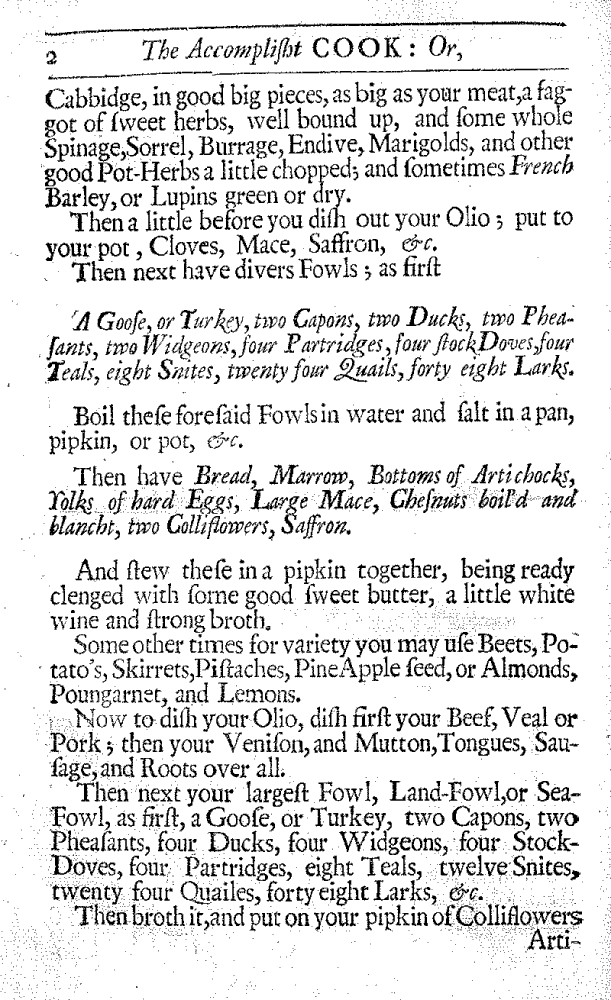 2 The Accompliſht COOK: Or,
Cabbidge, in good big pieces, as big as your meat, a fag-
got of ſweet herbs, well bound up, and ſome whole
Spinage, Sorrel, Burrage, Endive, Marigolds, and other
good Pot-Herbs a little chopped; and ſometimes French
Barley, or Lupins green or dry.
Then a little before you diſh out your Olio; put to
your pot, Cloves, Mace, Saffron, &c.
Then next have divers Fowls; as firſt
A Gooſe, or Turkey, two Capons, two Ducks, two Phea-
ſants, two Widgeons, four Partridges, four ſtock Doves, four
Teals, eight Snites, twenty four Quails, forty eight Larks.
Boil theſe foreſaid Fowls in water and ſalt in a pan,
pipkin, or pot, &c.
Then have Bread, Marrow, Bottoms of Artichocks,
Yolks of hard Eggs, Large Mace, Cheſnuts boil'd and
blancht, two Colliflowers, Saffron.
And ſtew theſe in a pipkin together, being ready
clenged with ſome good ſweet butter, a little white
wine and ſtrong broth.
Some other times for variety you may uſe Beets, Po-
tato's, Skirrets, Piſtaches, Pine Apple ſeed, or Almonds,
Poungarnet, and Lemons.
Now to diſh your Olio, diſh firſt your Beef, Veal or
Pork; then your Veniſon, and Mutton, Tongues, Sau-
ſage, and Roots over all.
Then next your largeſt Fowl, Land-Fowl, or Sea-
Fowl, as firſt, a Gooſe, or Turkey, two Capons, two
Pheaſants, four Ducks, four Widgeons, four Stock-
Doves, four Partridges, eight Teals, twelve Snites,
twenty four Quailes, forty eight Larks, &c.
Then broth it, and put on your pipkin of Colliflowers
Arti-